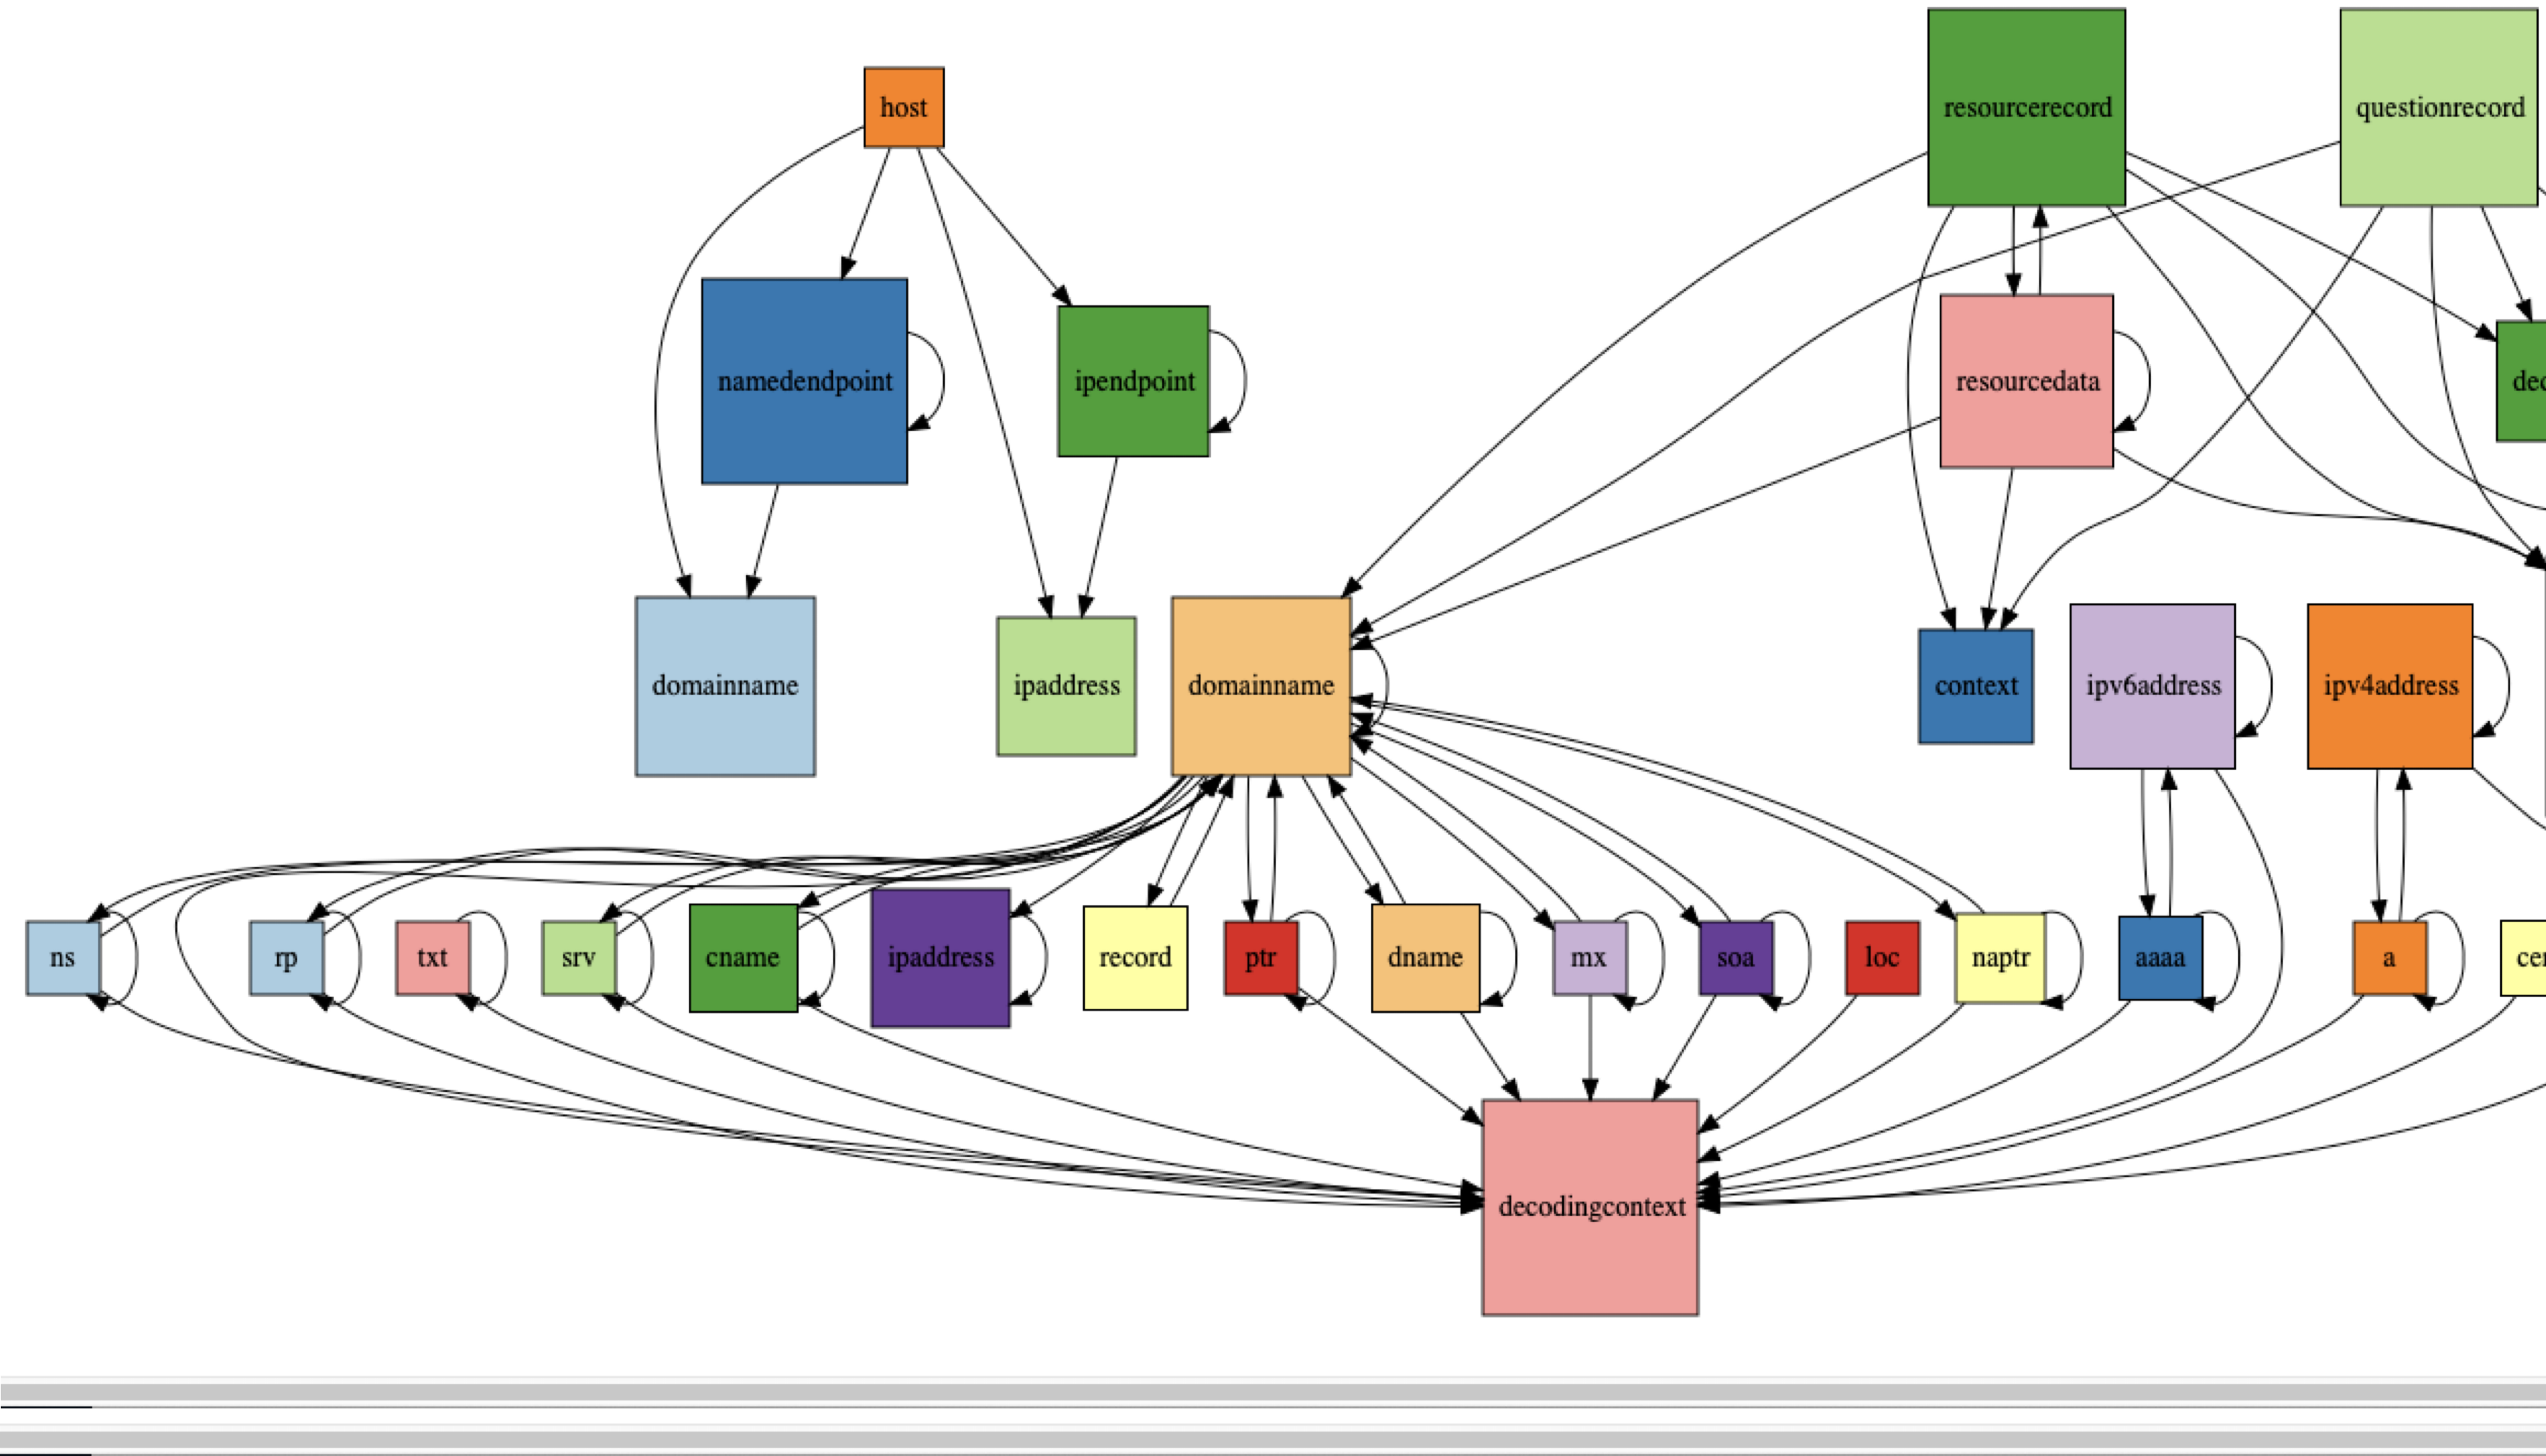 host
resourcerecord
questionrecord
namedendpoint
ipendpoint
resourcedata
dec
domainname
ipaddress
domainname
context
ipv6address
ipv4address
ns
rp
txt
srv
cname
ipaddress
record
ptr
dname
mx
soa
loc
naptr
aaaa
a
cer
decodingcontext